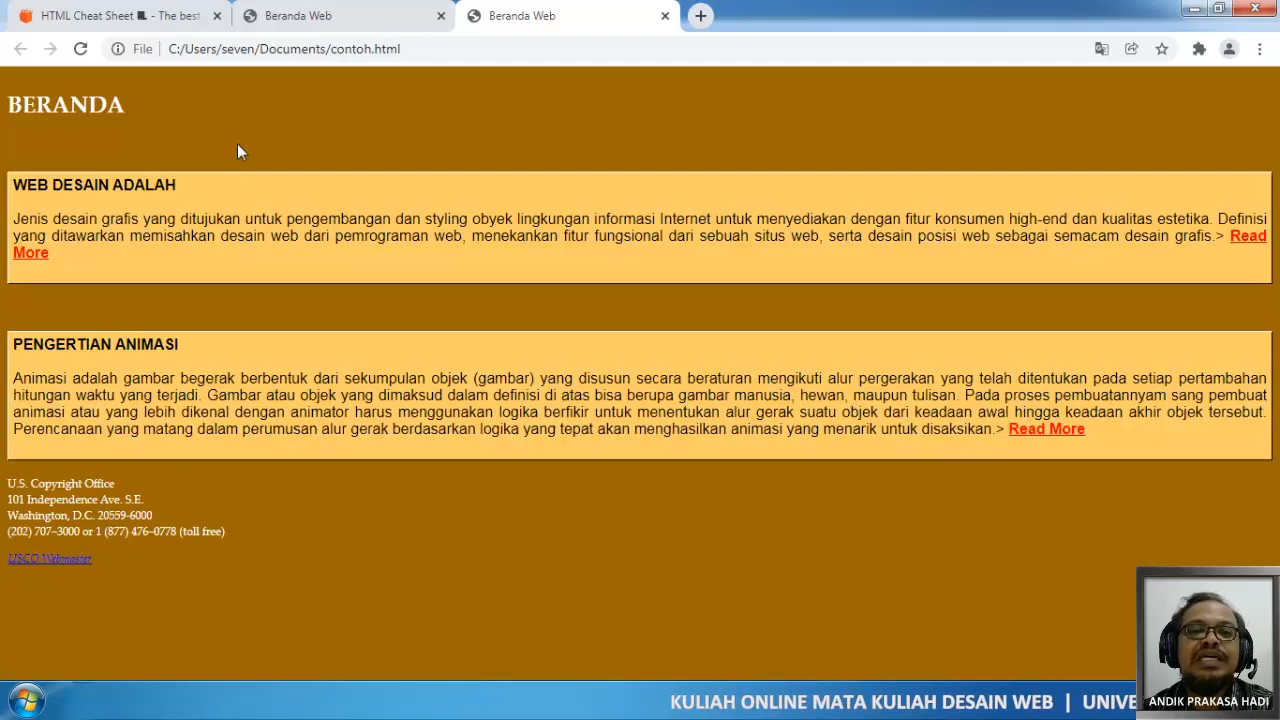 HTML Cheat Sheet - The best
Beranda Web
Beranda Web
File
C:/Users/seven/Documents/contoh.html
BERANDA
WEB DESAIN ADALAH
Jenis desain grafis yang ditujukan untuk pengembangan dan styling obyek lingkungan informasi Internet untuk menyediakan dengan fitur konsumen high-end dan kualitas estetika. Definisi
yang ditawarkan memisahkan desain web dari pemrograman web, menekankan fitur fungsional dari sebuah situs web, serta desain posisi web sebagai semacam desain grafis.> Read
More
PENGERTIAN ANIMASI
Animasi adalah gambar begerak berbentuk dari sekumpulan objek (gambar) yang disusun secara beraturan mengikuti alur pergerakan yang telah ditentukan pada setiap pertambahan
hitungan waktu yang terjadi. Gambar atau objek yang dimaksud dalam definisi di atas bisa berupa gambar manusia, hewan, maupun tulisan. Pada proses pembuatannyam sang pembuat
animasi atau yang lebih dikenal dengan animator harus menggunakan logika berfikir untuk menentukan alur gerak suatu objek dari keadaan awal hingga keadaan akhir objek tersebut.
Perencanaan yang matang dalam perumusan alur gerak berdasarkan logika yang tepat akan menghasilkan animasi yang menarik untuk disaksikan.> Read More
U.S. Copyright Office
101 Independence Ave. S.E.
Washington, D.C. 20559-6000
(202) 707–3000 or 1 (877) 476–0778 (toll free)
USCO Webmaster
KULIAH ONLINE MATA KULIAH DESAIN WEB | UNIVE
ANDIK PRAKASA HADI